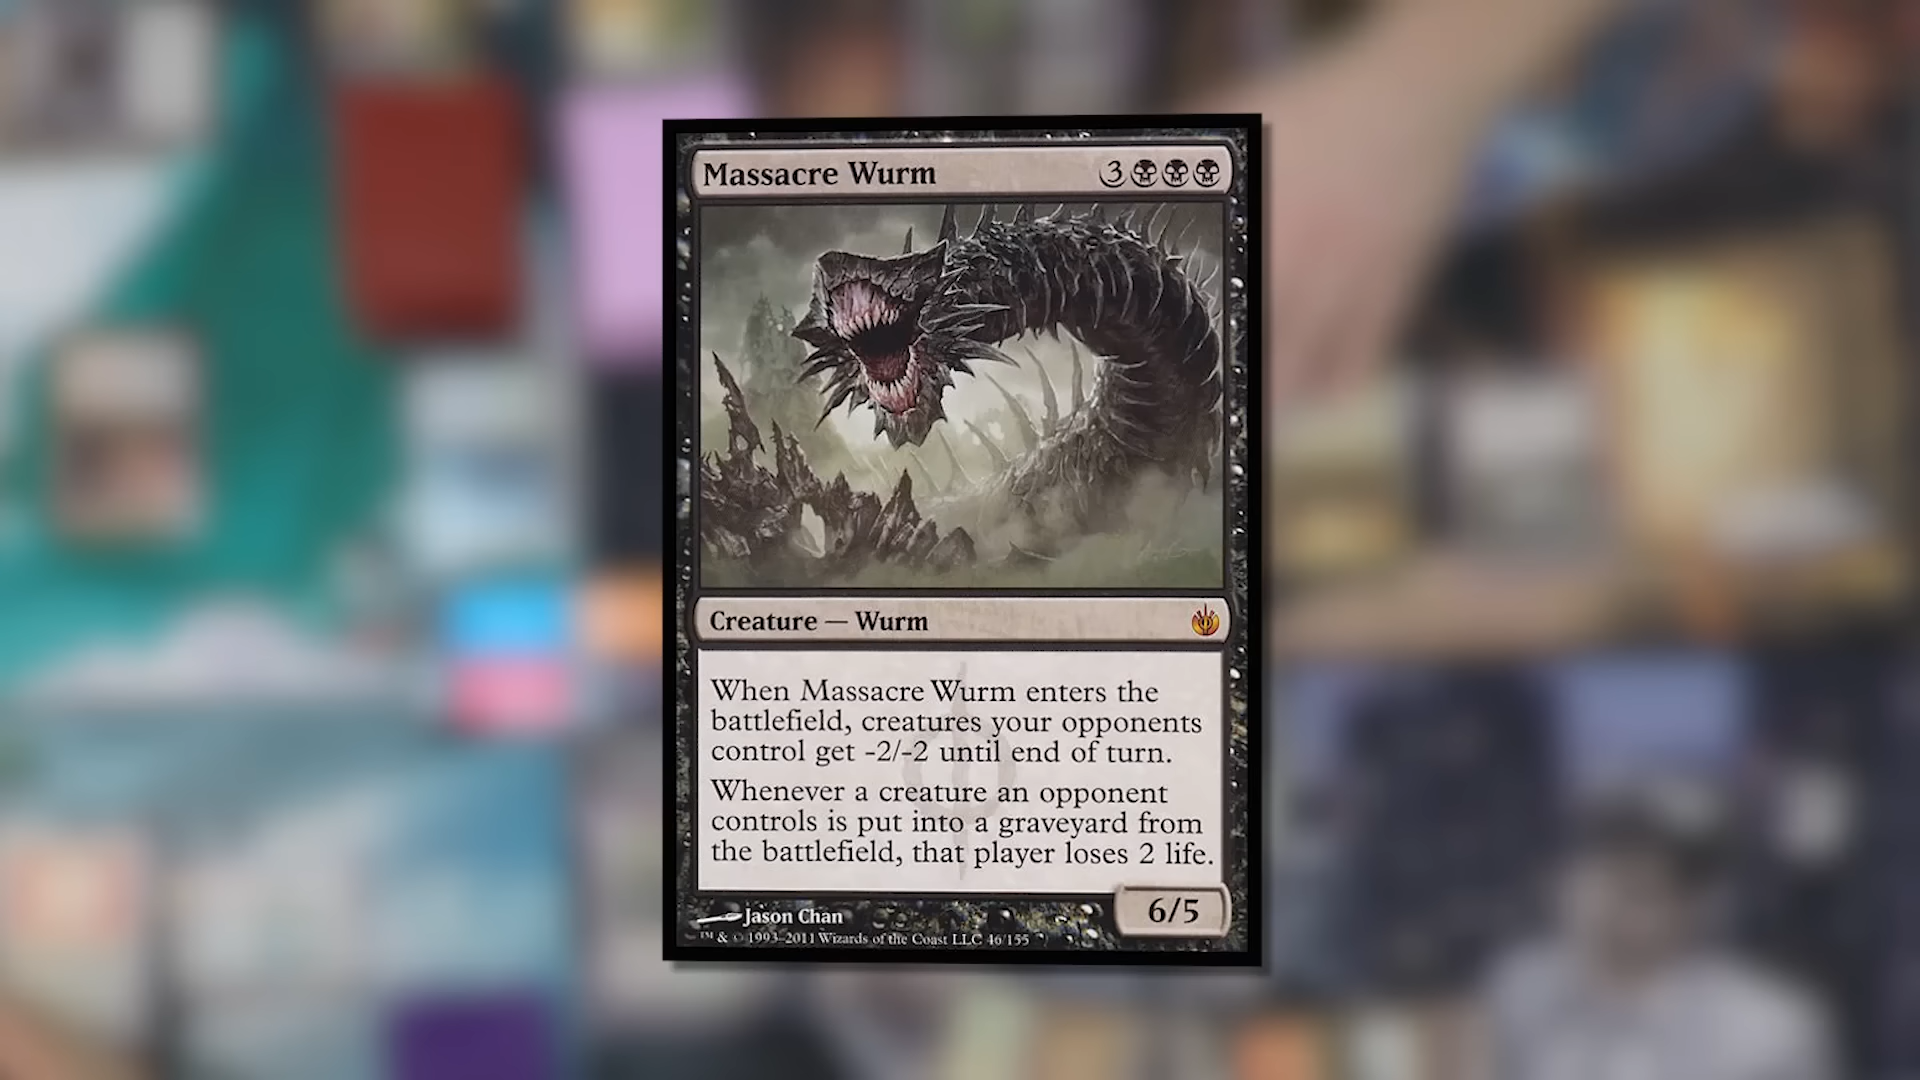 Massacre Wurm 3
Creature — Wurm
When Massacre Wurm enters the
battlefield, creatures your opponents
control get -2/-2 until end of turn.
Whenever a creature an opponent
controls is put into a graveyard from
the battlefield, that player loses 2 life.
6/5
Jason Chan
™ & © 1993–2011 Wizards of the Coast LLC 46/155